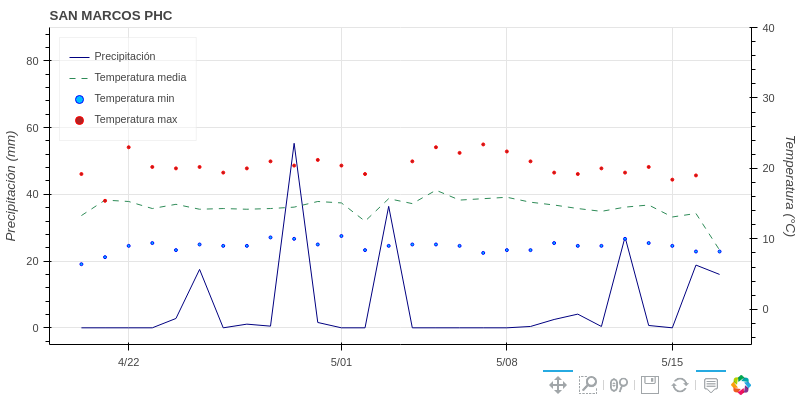 SAN MARCOS PHC
Precipitación
Temperatura media
Temperatura min
Temperatura max
Precipitación (mm)
80
60
40
20
0
Temperatura (°C)
40
30
20
10
0
4/22
5/01
5/08
5/15